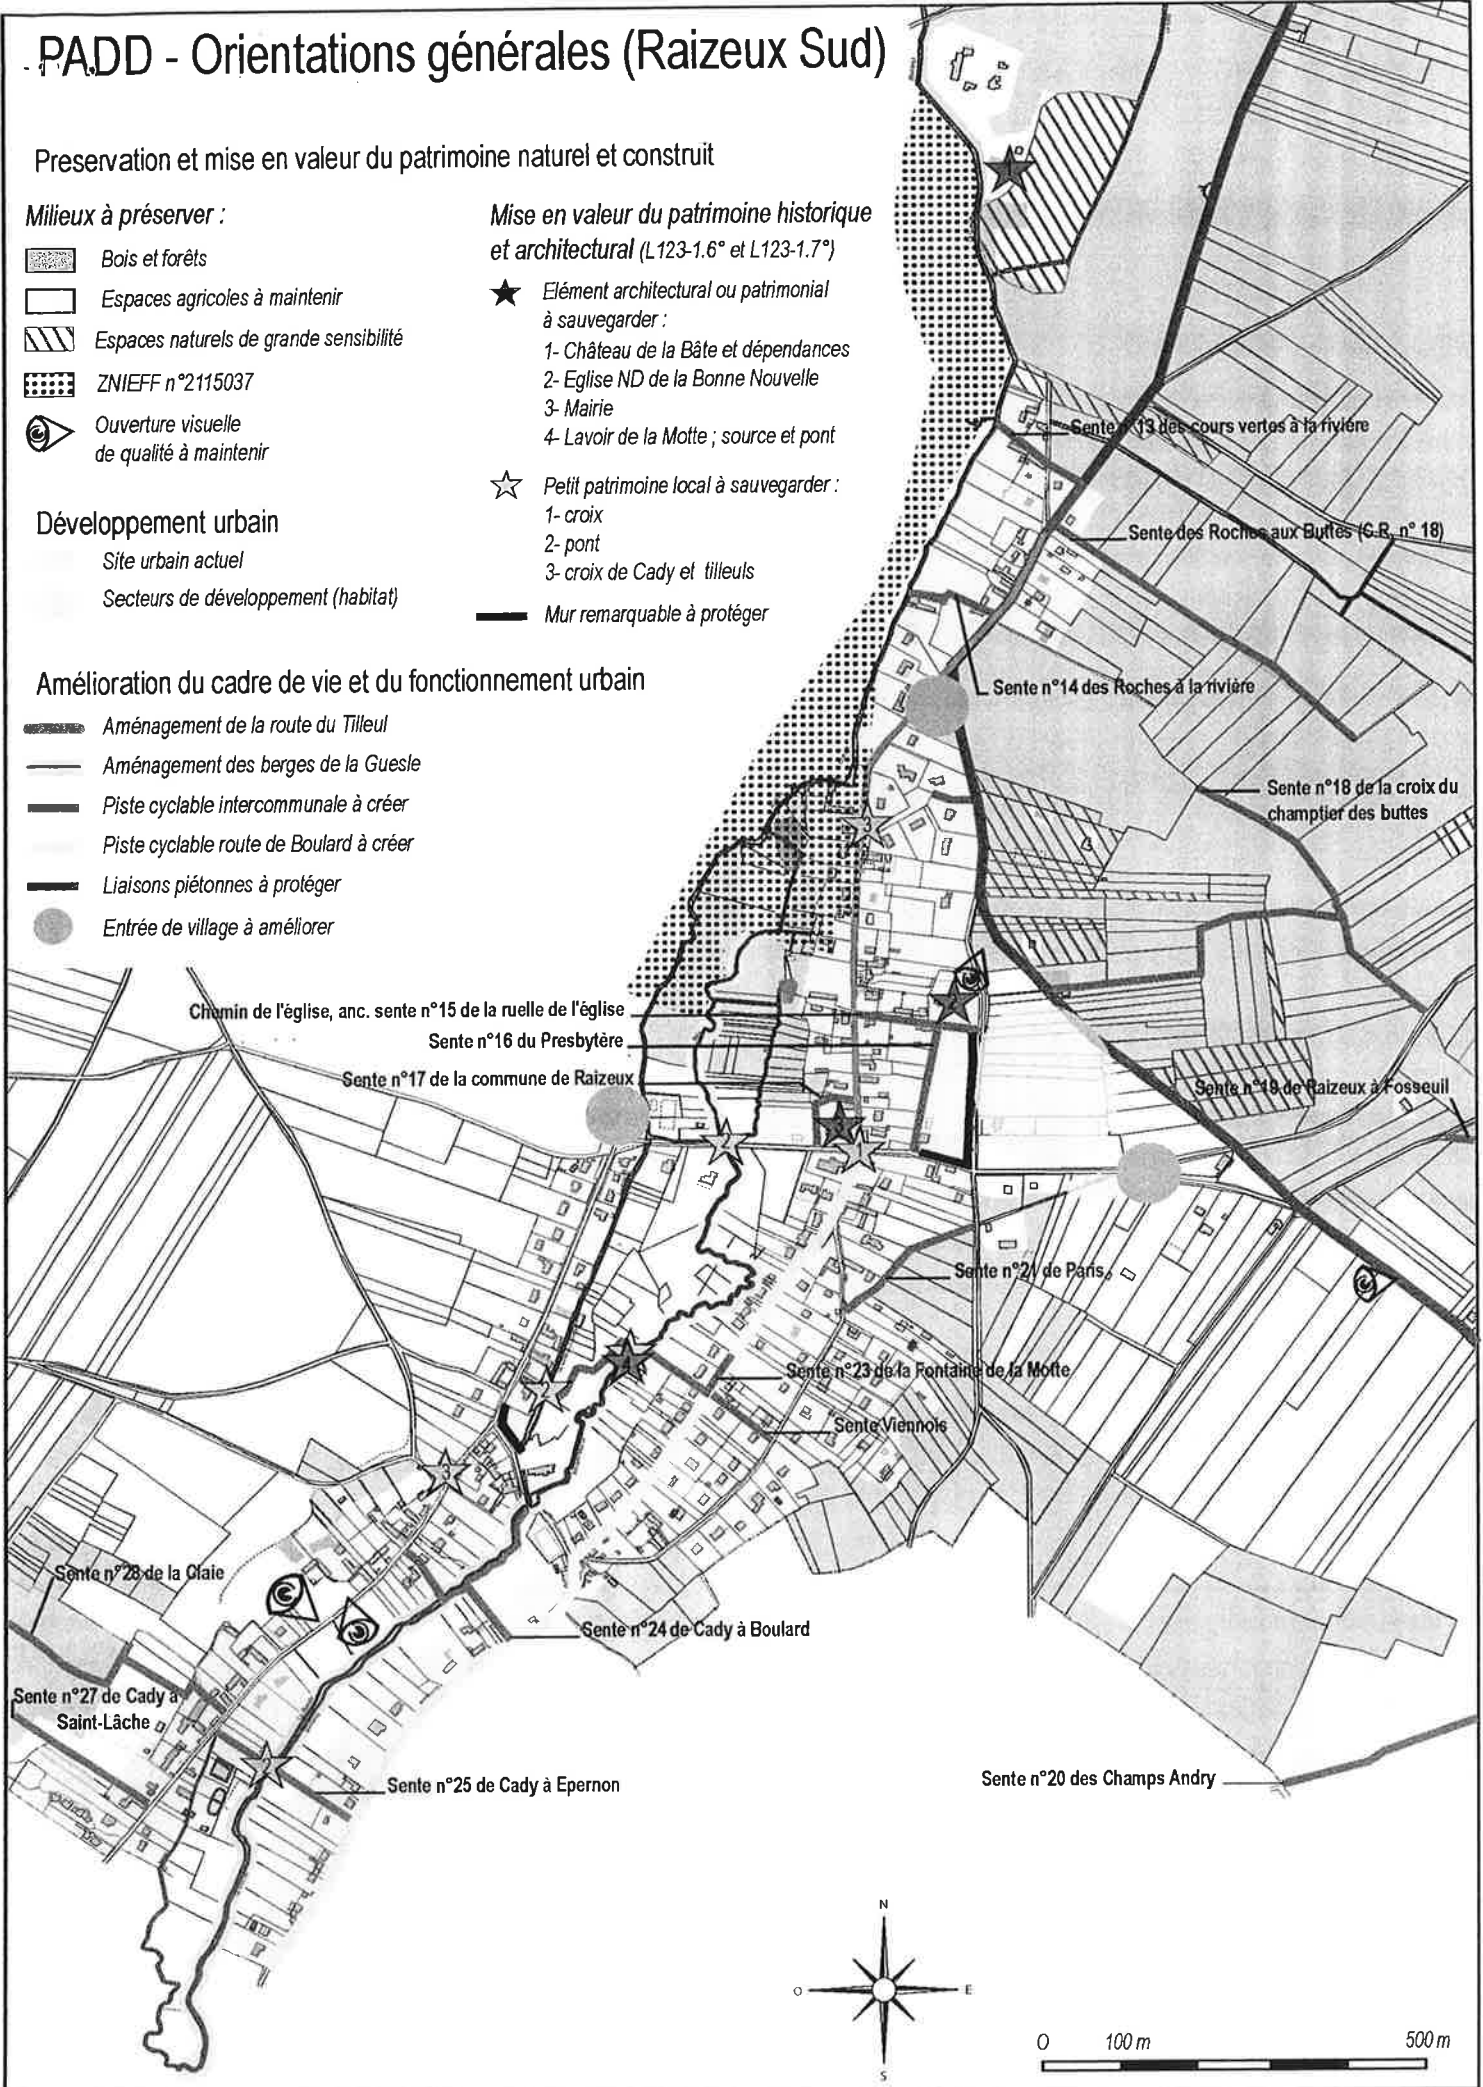 PADD - Orientations générales (Raizeux Sud)
Preservation et mise en valeur du patrimoine naturel et construit
Milieux à préserver :
Bois et forêts
Espaces agricoles à maintenir
Espaces naturels de grande sensibilité
ZNIEFF n°2115037
Ouverture visuelle
de qualité à maintenir
Mise en valeur du patrimoine historique
et architectural (L123-1.6° et L123-1.7°)
Elément architectural ou patrimonial
à sauvegarder :
1- Château de la Bâte et dépendances
2- Eglise ND de la Bonne Nouvelle
3- Mairie
4- Lavoir de la Motte ; source et pont
Petit patrimoine local à sauvegarder :
1- croix
2- pont
3- croix de Cady et tilleuls
Mur remarquable à protéger
Développement urbain
Site urbain actuel
Secteurs de développement (habitat)
Amélioration du cadre de vie et du fonctionnement urbain
Aménagement de la route du Tilleul
Aménagement des berges de la Guesle
Piste cyclable intercommunale à créer
Piste cyclable route de Boulard à créer
Liaisons piétonnes à protéger
Entrée de village à améliorer
Sente n°13 des cours vertes à la rivière
Sente des Roches aux Buttes (C.R. n° 18)
Sente n°14 des Roches à la rivière
Sente n°18 de la croix du
champtier des buttes
3
Chemin de l'église, anc. sente n°15 de la ruelle de l'église
Sente n°16 du Presbytère
Sente n°17 de la commune de Raizeux
Sente n°19 de Raizeux à Fosseuil
2
3
1
Sente n°21 de Paris
4
Sente n°23 de la Fontaine de la Motte
2
Sente Viennois
3
Sente n°28 de la Claie
Sente n°24 de Cady à Boulard
Sente n°27 de Cady à
Saint-Lâche
2
Sente n°25 de Cady à Epernon
Sente n°20 des Champs Andry
N
O
E
S
0 100 m 500 m